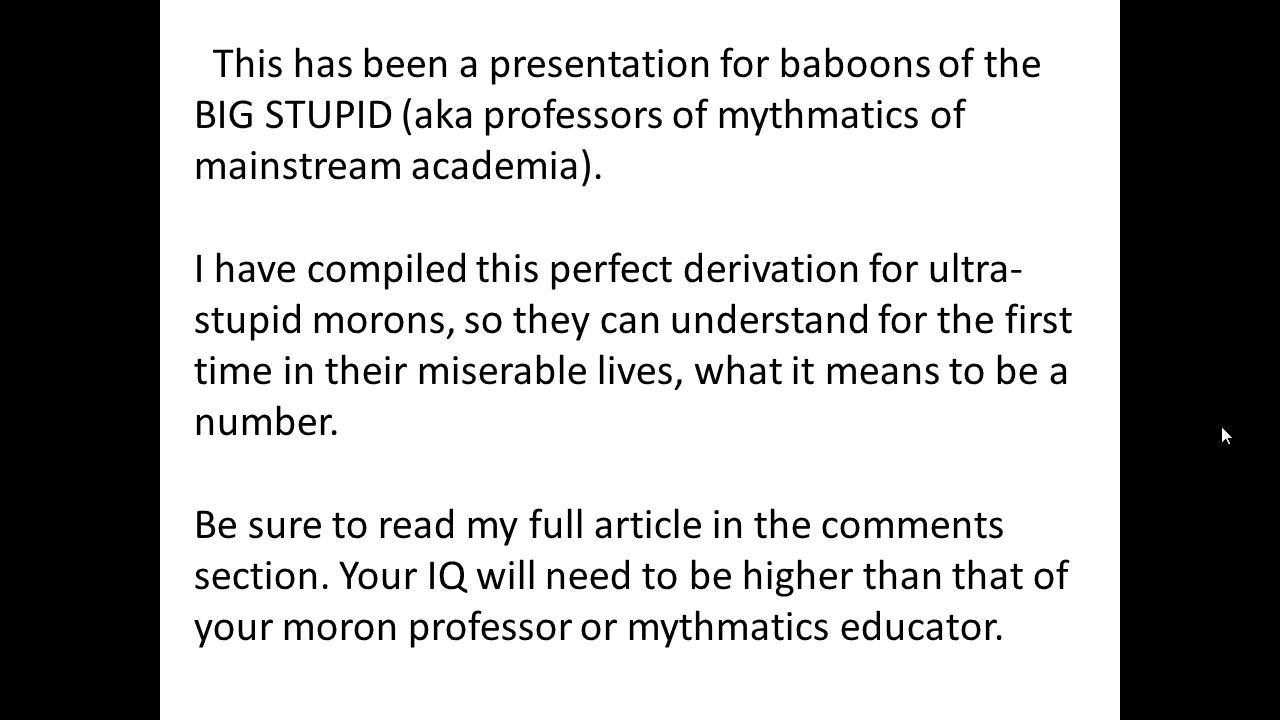 This has been a presentation for baboons of the
BIG STUPID (aka professors of mythmatics of
mainstream academia).
I have compiled this perfect derivation for ultra-
stupid morons, so they can understand for the first
time in their miserable lives, what it means to be a
number.
Be sure to read my full article in the comments
section. Your IQ will need to be higher than that of
your moron professor or mythmatics educator.